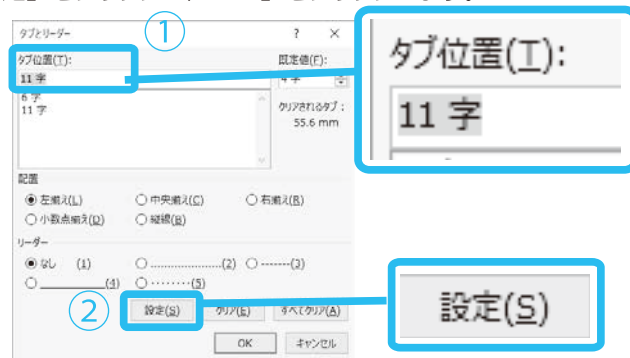 ①
タブとリーダー ? ×
タブ位置(T): 既定値(F):
11 字
6 字
11 字
クリアされるタブ:
55.6 mm
配置
左揃え(L) 中央揃え(C) 右揃え(R)
小数点揃え(D) 縦線(B)
リーダー
なし (1) ......................(2) -------(3)
__________(4) ········(5)
②
設定(S) クリア(E) すべてクリア(A)
OK キャンセル
タブ位置(T):
11 字
設定(S)